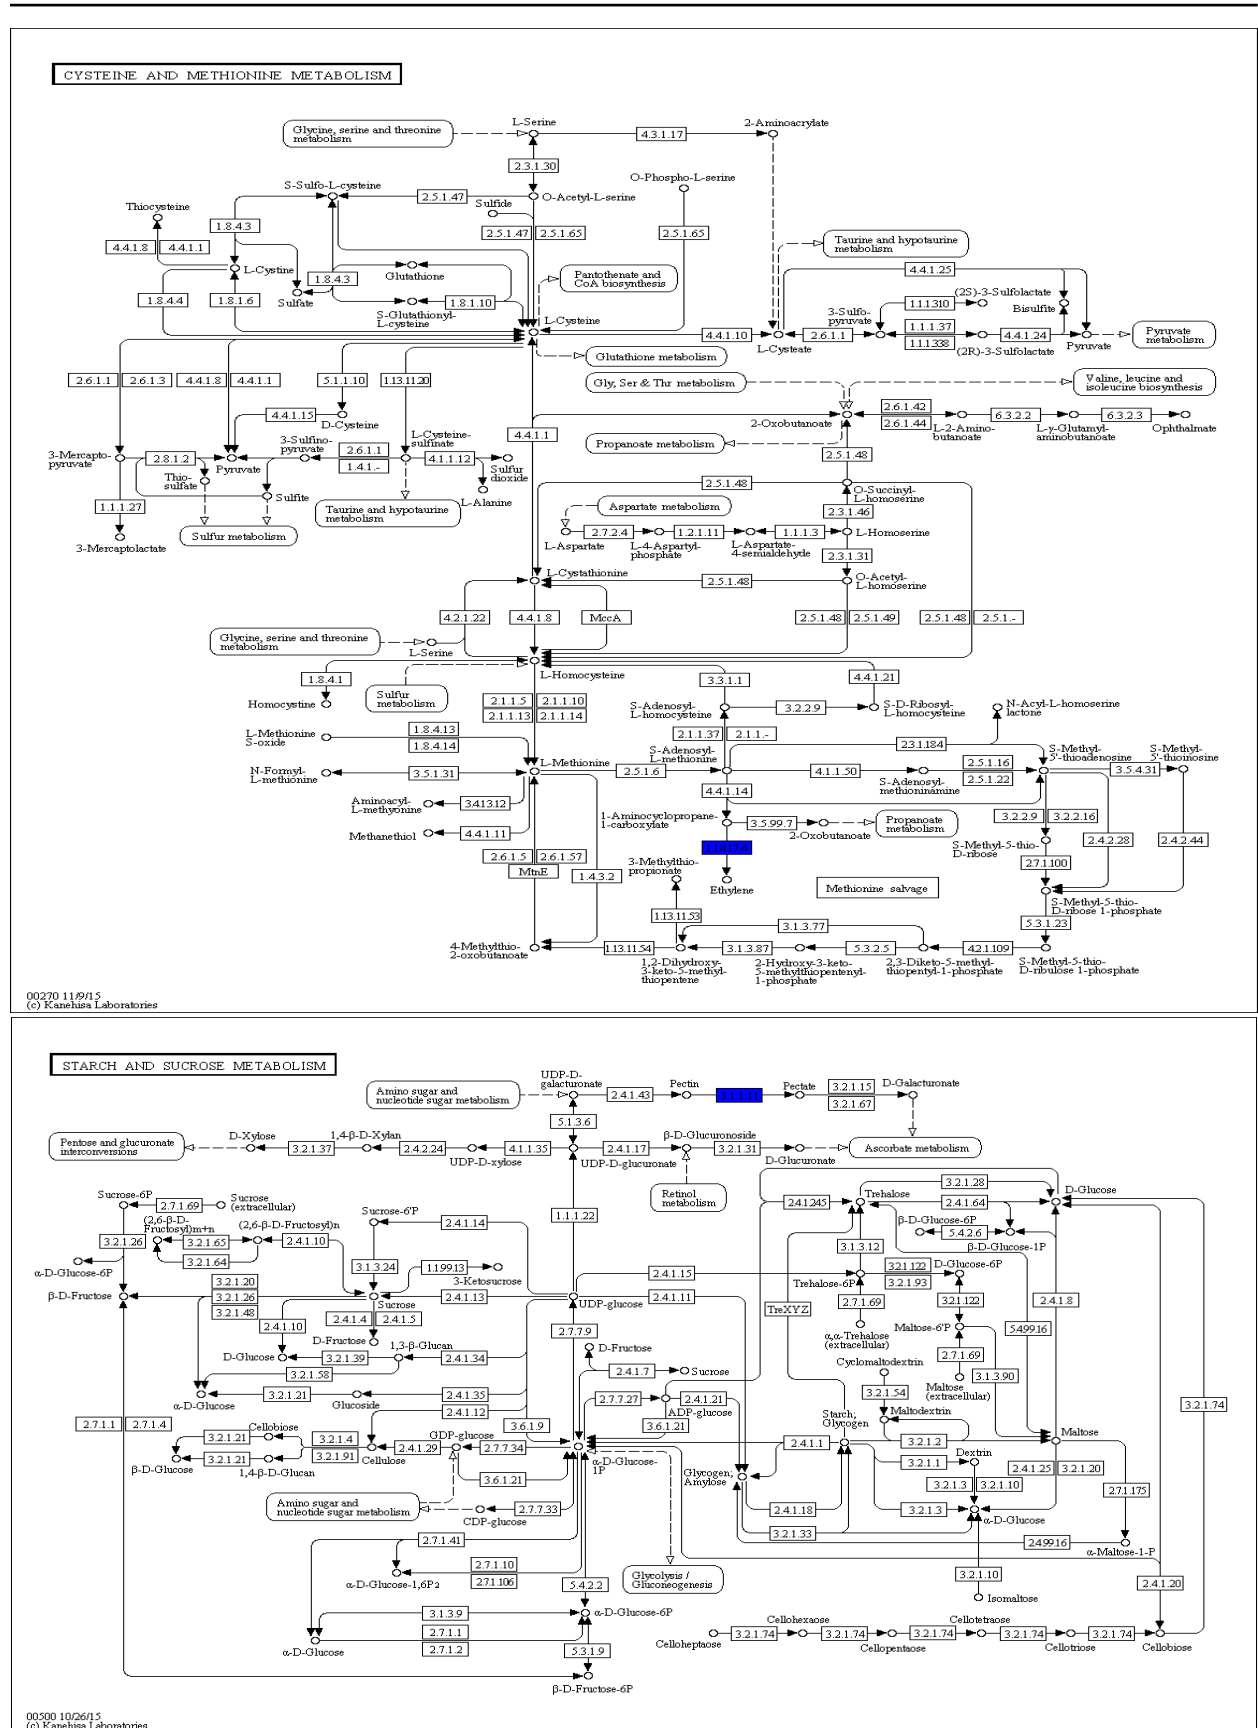 CYSTEINE AND METHIONINE METABOLISM
Glycine, serine and threonine
metabolism
L-Serine
4.3.1.17
2-Aminoacrylate
2.3.1.30
S-Sulfo-L-cysteine
2.5.1.47
O-Acetyl-L-serine
O-Phospho-L-serine
Sulfide
2.5.1.47
2.5.1.65
2.5.1.65
Thiocysteine
1.8.4.3
4.4.1.8
4.4.1.1
L-Cystine
1.8.4.4
1.8.1.6
Sulfate
1.8.4.3
Glutathione
S-Glutathionyl-
L-cysteine
1.8.1.10
Pantothenate and
CoA biosynthesis
L-Cysteine
Taurine and hypotaurine
metabolism
4.4.1.25
4.4.1.10
L-Cysteate
2.6.1.1
3-Sulfo-
pyruvate
1.1.1.310
(2S)-3-Sulfolactate
Bisulfite
1.1.1.37
1.1.1.338
(2R)-3-Sulfolactate
4.4.1.24
Pyruvate
Pyruvate
metabolism
Glutathione metabolism
Gly, Ser & Thr metabolism
Valine, leucine and
isoleucine biosynthesis
2.6.1.1
2.6.1.3
4.4.1.8
4.4.1.1
5.1.1.10
1.13.11.20
4.4.1.15
D-Cysteine
4.4.1.1
2-Oxobutanoate
2.6.1.42
2.6.1.44
L-2-Amino-
butanoate
6.3.2.2
L-γ-Glutamyl-
aminobutanoate
6.3.2.3
Ophthalmate
Propanoate metabolism
2.5.1.48
3-Mercapto-
pyruvate
2.8.1.2
Pyruvate
Thio-
sulfate
3-Sulfino-
pyruvate
2.6.1.1
1.4.1.-
L-Cysteine-
sulfinate
4.1.1.12
Sulfur
dioxide
L-Alanine
Sulfite
1.1.1.27
3-Mercaptolactate
Sulfur metabolism
Taurine and hypotaurine
metabolism
2.5.1.48
O-Succinyl-
L-homoserine
Aspartate metabolism
2.3.1.46
L-Aspartate
2.7.2.4
L-4-Aspartyl-
phosphate
1.2.1.11
L-Aspartate-
4-semialdehyde
1.1.1.3
L-Homoserine
2.3.1.31
L-Cystathionine
2.5.1.48
O-Acetyl-
L-homoserine
4.2.1.22
4.4.1.8
MccA
2.5.1.48
2.5.1.49
2.5.1.48
2.5.1.-
Glycine, serine and threonine
metabolism
L-Serine
L-Homocysteine
1.8.4.1
Homocystine
Sulfur
metabolism
2.1.1.5
2.1.1.10
2.1.1.13
2.1.1.14
3.3.1.1
4.4.1.21
S-Adenosyl-
L-homocysteine
3.2.2.9
S-D-Ribosyl-
L-homocysteine
N-Acyl-L-homoserine
lactone
L-Methionine
S-oxide
1.8.4.13
1.8.4.14
2.1.1.37
2.1.1.-
2.3.1.184
N-Formyl-
L-methionine
3.5.1.31
L-Methionine
2.5.1.6
S-Adenosyl-
L-methionine
4.1.1.50
S-Adenosyl-
methioninamine
2.5.1.16
2.5.1.22
S-Methyl-
5'-thioadenosine
3.5.4.31
S-Methyl-
5'-thioinosine
4.4.1.14
Aminoacyl-
L-methyonine
3.4.13.12
Methanethiol
4.4.1.11
1-Aminocyclopropane-
1-carboxylate
3.5.99.7
2-Oxobutanoate
Propanoate
metabolism
3.2.2.9
3.2.2.16
2.4.2.28
2.4.2.44
S-Methyl-5-thio-
D-ribose
2.7.1.100
2.6.1.5
2.6.1.57
MtnE
1.4.3.2
3-Methylthio-
propionate
Ethylene
Methionine salvage
S-Methyl-5-thio-
D-ribose 1-phosphate
1.13.11.53
3.1.3.77
5.3.1.23
4-Methylthio-
2-oxobutanoate
1.13.11.54
1,2-Dihydroxy-
3-keto-5-methyl-
thiopentene
3.1.3.87
2-Hydroxy-3-keto-
5-methylthiopentenyl-
1-phosphate
5.3.2.5
2,3-Diketo-5-methyl-
thiopentyl-1-phosphate
4.2.1.109
S-Methyl-5-thio-
D-ribulose 1-phosphate
00270 11/9/15
(c) Kanehisa Laboratories
STARCH AND SUCROSE METABOLISM
Amino sugar and
nucleotide sugar metabolism
UDP-D-
galacturonate
2.4.1.43
Pectin
Pectate
3.2.1.15
3.2.1.67
D-Galacturonate
5.1.3.6
Pentose and glucuronate
interconversions
D-Xylose
3.2.1.37
1,4-β-D-Xylan
2.4.2.24
UDP-D-xylose
4.1.1.35
2.4.1.17
UDP-D-glucuronate
β-D-Glucuronoside
3.2.1.31
D-Glucuronate
Ascorbate metabolism
Retinol
metabolism
Sucrose-6P
2.7.1.69
Sucrose
(extracellular)
1.1.1.22
2.4.1.245
Trehalose
3.2.1.28
2.4.1.64
D-Glucose
β-D-Glucose-6P
5.4.2.6
β-D-Glucose-1P
(2,6-β-D-
Fructosyl)m+n
(2,6-β-D-Fructosyl)n
Sucrose-6'P
2.4.1.14
3.2.1.26
3.2.1.65
3.2.1.64
2.4.1.10
α-D-Glucose-6P
3.1.3.24
1.1.99.13
3-Ketosucrose
3.1.3.12
2.4.1.15
Trehalose-6P
3.2.1.122
3.2.1.93
D-Glucose-6P
β-D-Fructose
3.2.1.20
3.2.1.26
3.2.1.48
Sucrose
2.4.1.13
UDP-glucose
2.4.1.11
TreXYZ
2.7.1.69
3.2.1.122
2.4.1.8
2.4.1.10
2.4.1.4
2.4.1.5
D-Fructose
2.7.7.9
α,α-Trehalose
(extracellular)
Maltose-6'P
5.4.99.16
D-Glucose
3.2.1.39
1,3-β-Glucan
2.4.1.34
D-Fructose
2.7.1.69
3.2.1.58
2.4.1.7
Sucrose
Cyclomaltodextrin
3.2.1.54
Maltose
(extracellular)
3.1.3.90
α-D-Glucose
3.2.1.21
Glucoside
2.4.1.35
2.4.1.12
2.7.7.27
ADP-glucose
2.4.1.21
Maltodextrin
3.2.1.74
2.7.1.1
2.7.1.4
3.6.1.9
3.6.1.21
Starch;
Glycogen
Maltose
3.2.1.21
Cellobiose
3.2.1.4
3.2.1.91
Cellulose
2.4.1.29
GDP-glucose
2.7.7.34
α-D-Glucose-
1P
2.4.1.1
3.2.1.2
3.2.1.21
β-D-Glucose
1,4-β-D-Glucan
3.6.1.21
Glycogen;
Amylose
3.2.1.1
Dextrin
3.2.1.3
3.2.1.10
2.4.1.25
3.2.1.20
2.7.1.175
Amino sugar and
nucleotide sugar metabolism
CDP-glucose
2.7.7.33
2.4.1.18
3.2.1.33
3.2.1.3
α-D-Glucose
2.4.99.16
α-Maltose-1-P
2.7.1.41
α-D-Glucose-1,6P2
2.7.1.10
2.7.1.106
5.4.2.2
Glycolysis /
Gluconeogenesis
3.2.1.10
Isomaltose
2.4.1.20
3.1.3.9
α-D-Glucose-6P
2.7.1.1
2.7.1.2
α-D-Glucose
5.3.1.9
β-D-Fructose-6P
Celloheptaose
3.2.1.74
Cellohexaose
3.2.1.74
Cellopentaose
3.2.1.74
Cellotetraose
3.2.1.74
Cellotriose
3.2.1.74
Cellobiose
00500 10/26/15
(c) Kanehisa Laboratories